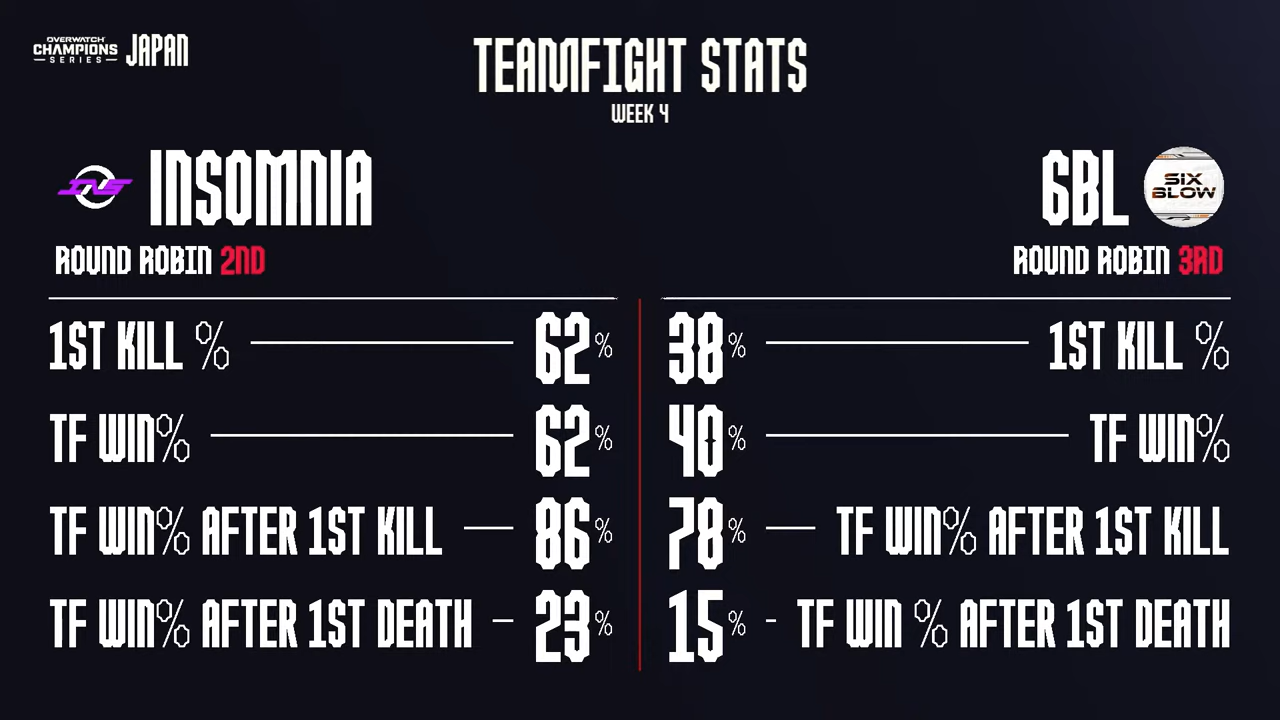 OVERWATCH
CHAMPIONS
SERIES
JAPAN
TEAMFIGHT STATS
WEEK 4
INS
INSOMNIA
ROUND ROBIN 2ND
6BL
SIX
BLOW
ROUND ROBIN 3RD
1ST KILL % 62%
38% 1ST KILL %
TF WIN% 62%
40% TF WIN%
TF WIN% AFTER 1ST KILL 86%
78% TF WIN% AFTER 1ST KILL
TF WIN% AFTER 1ST DEATH 23%
15% TF WIN % AFTER 1ST DEATH